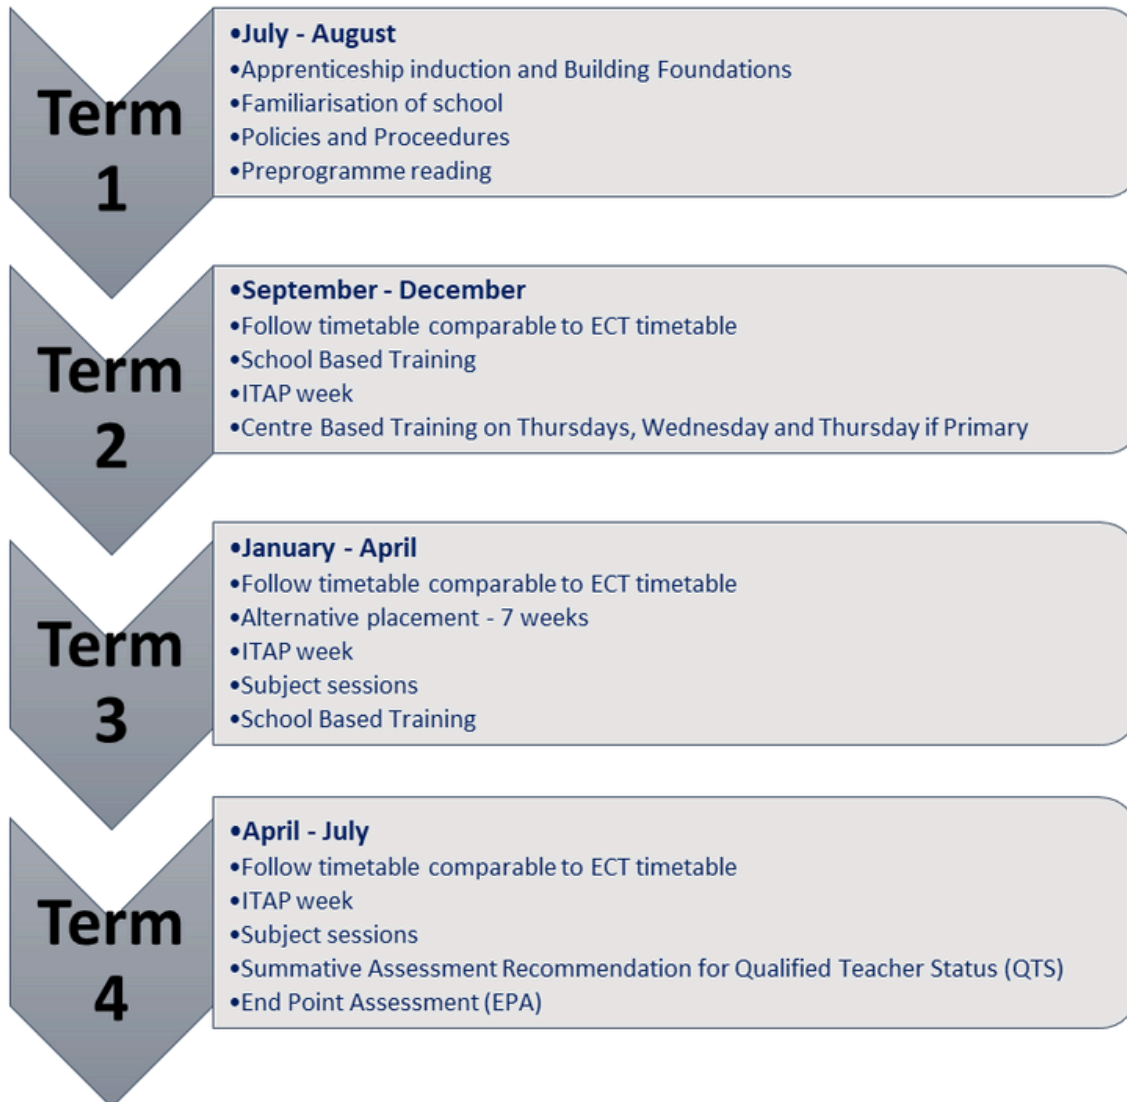 Term
1
•July - August
•Apprenticeship induction and Building Foundations
•Familiarisation of school
•Policies and Proceedures
•Preprogramme reading
Term
2
•September - December
•Follow timetable comparable to ECT timetable
•School Based Training
•ITAP week
•Centre Based Training on Thursdays, Wednesday and Thursday if Primary
Term
3
•January - April
•Follow timetable comparable to ECT timetable
•Alternative placement - 7 weeks
•ITAP week
•Subject sessions
•School Based Training
Term
4
•April - July
•Follow timetable comparable to ECT timetable
•ITAP week
•Subject sessions
•Summative Assessment Recommendation for Qualified Teacher Status (QTS)
•End Point Assessment (EPA)